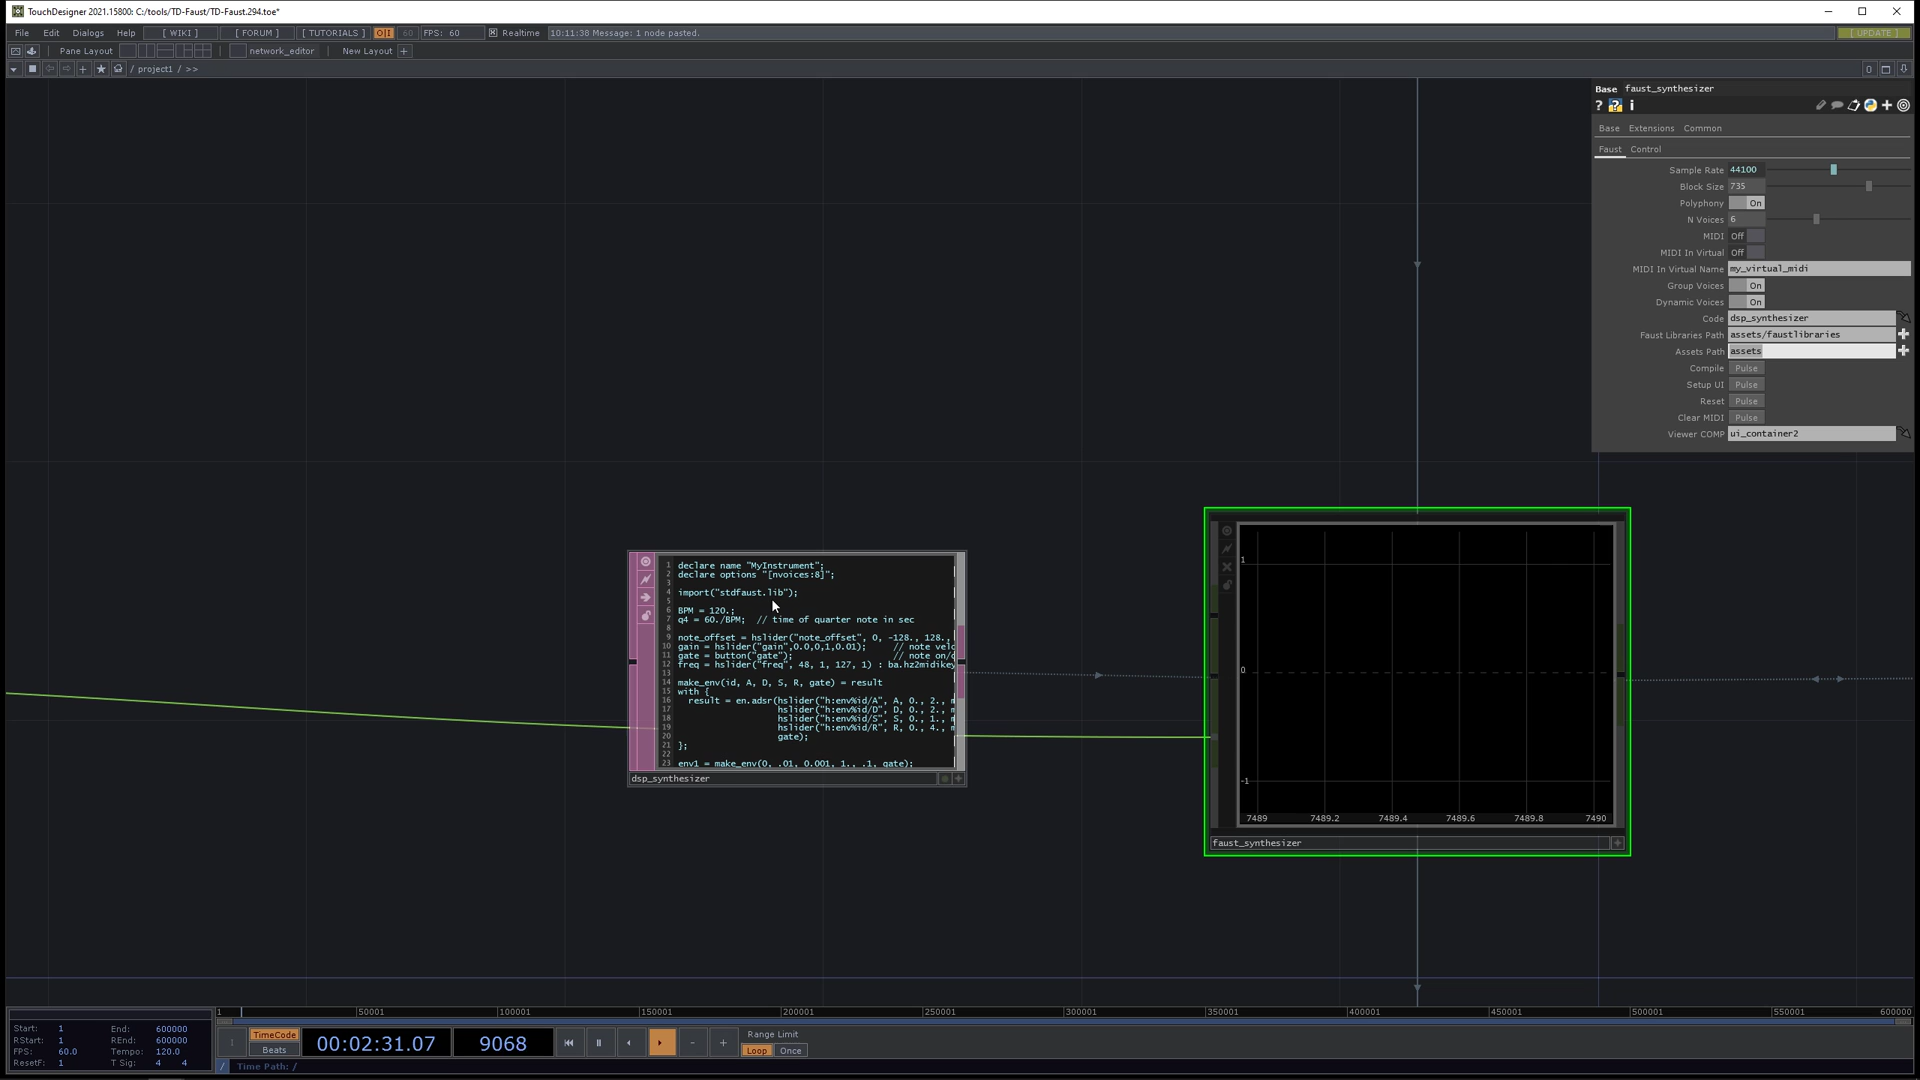 TouchDesigner 2021.15800: C:/tools/TD-Faust/TD-Faust.294.toe*
File Edit Dialogs Help [ WIKI ] [ FORUM ] [ TUTORIALS ] O|I 60 FPS: 60 Realtime 10:11:38 Message: 1 node pasted. [ UPDATE ]
Pane Layout network_editor New Layout +
/ project1 / >> 0
Base faust_synthesizer
? ? i
Base Extensions Common
Faust Control
Sample Rate 44100
Block Size 735
Polyphony On
N Voices 6
MIDI Off
MIDI In Virtual Off
MIDI In Virtual Name my_virtual_midi
Group Voices On
Dynamic Voices On
Code dsp_synthesizer
Faust Libraries Path assets/faustlibraries
Assets Path assets
Compile Pulse
Setup UI Pulse
Reset Pulse
Clear MIDI Pulse
Viewer COMP ui_container2
1 declare name "MyInstrument";
2 declare options "[nvoices:8]";
3
4 import("stdfaust.lib");
5
6 BPM = 120.;
7 q4 = 60./BPM; // time of quarter note in sec
8
9 note_offset = hslider("note_offset", 0, -128., 128.,
10 gain = hslider("gain",0.0,0,1,0.01); // note velo
11 gate = button("gate"); // note on/o
12 freq = hslider("freq", 48, 1, 127, 1) : ba.hz2midikey
13
14 make_env(id, A, D, S, R, gate) = result
15 with {
16 result = en.adsr(hslider("h:env%id/A", A, 0., 2., m
17 hslider("h:env%id/D", D, 0., 2., m
18 hslider("h:env%id/S", S, 0., 1., m
19 hslider("h:env%id/R", R, 0., 4., m
20 gate);
21 };
22
23 env1 = make_env(0, .01, 0.001, 1., .1, gate);
dsp_synthesizer
1
0
-1
7489 7489.2 7489.4 7489.6 7489.8 7490
faust_synthesizer
1 50001 100001 150001 200001 250001 300001 350001 400001 450001 500001 550001 600000
Start: 1 End: 600000
RStart: 1 REnd: 600000
FPS: 60.0 Tempo: 120.0
ResetF: 1 T Sig: 4 4
TimeCode
Beats
00:02:31.07 9068
Range Limit
Loop Once
/ Time Path: /